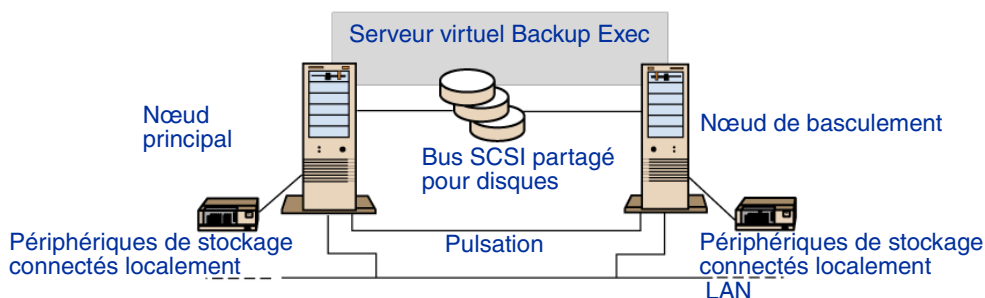 Serveur virtuel Backup Exec
Nœud
principal
Nœud de basculement
Bus SCSI partagé
pour disques
Périphériques de stockage
connectés localement
Pulsation
Périphériques de stockage
connectés localement
LAN